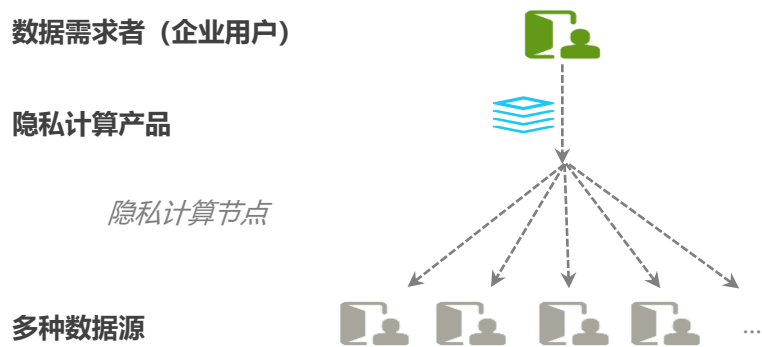 数据需求者（企业用户）
隐私计算产品
隐私计算节点
多种数据源
...